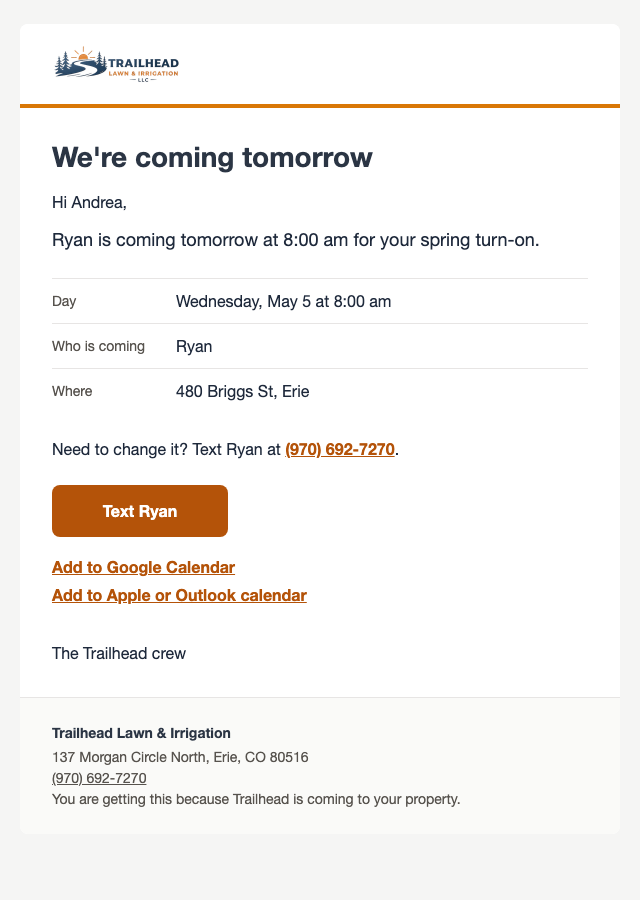 TRAILHEAD
LAWN & IRRIGATION
LLC
We're coming tomorrow
Hi Andrea,
Ryan is coming tomorrow at 8:00 am for your spring turn-on.
Day Wednesday, May 5 at 8:00 am
Who is coming Ryan
Where 480 Briggs St, Erie
Need to change it? Text Ryan at (970) 692-7270.
Text Ryan
Add to Google Calendar
Add to Apple or Outlook calendar
The Trailhead crew
Trailhead Lawn & Irrigation
137 Morgan Circle North, Erie, CO 80516
(970) 692-7270
You are getting this because Trailhead is coming to your property.